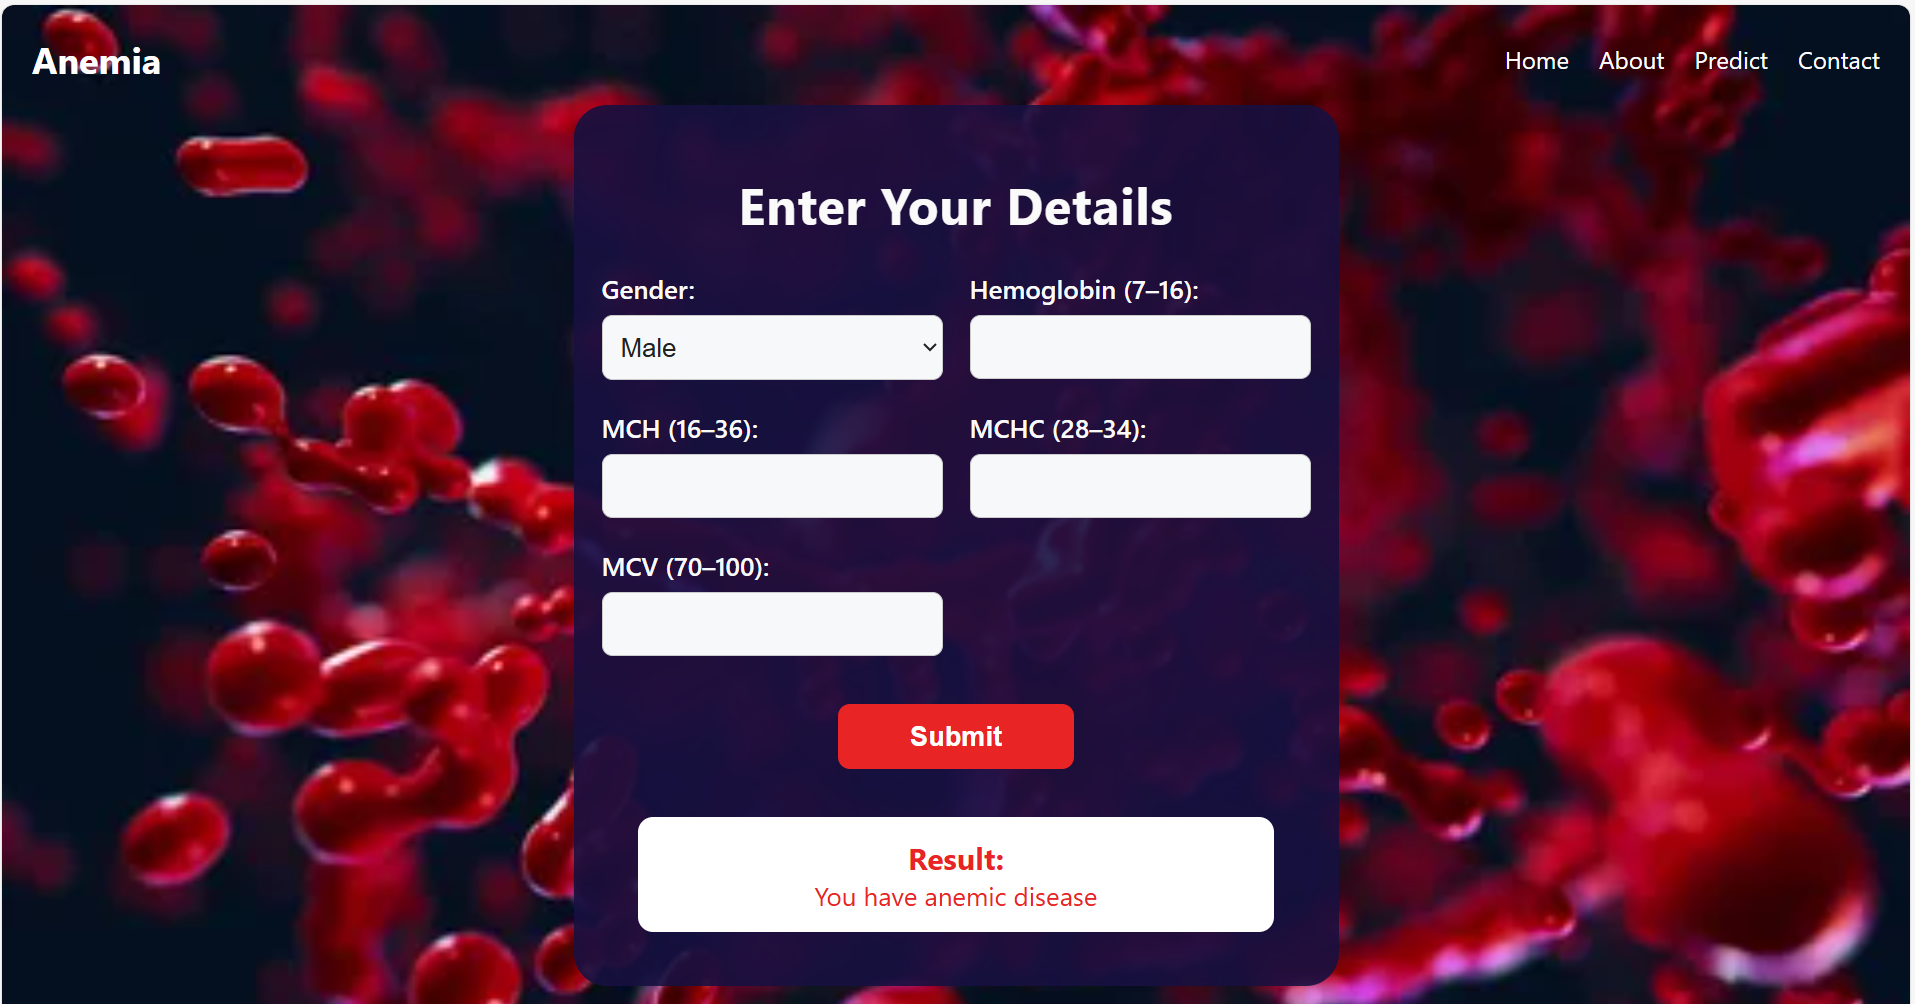 Anemia
Home About Predict Contact
Enter Your Details
Gender: Hemoglobin (7–16):
Male
MCH (16–36): MCHC (28–34):
MCV (70–100):
Submit
Result:
You have anemic disease